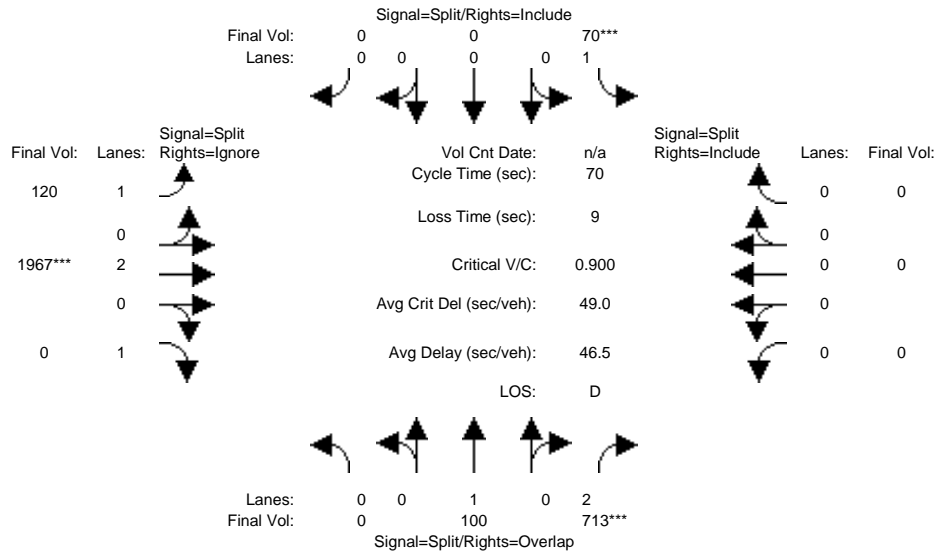 Signal=Split/Rights=Include
Final Vol: 0 0 70***
Lanes: 0 0 0 0 1
Signal=Split
Final Vol: Lanes: Rights=Ignore
Vol Cnt Date: n/a
Signal=Split
Rights=Include Lanes: Final Vol:
Cycle Time (sec): 70
120 1 0 0
Loss Time (sec): 9
0 0
1967*** 2 Critical V/C: 0.900 0 0
0 Avg Crit Del (sec/veh): 49.0 0
0 1 Avg Delay (sec/veh): 46.5 0 0
LOS: D
Lanes: 0 0 1 0 2
Final Vol: 0 100 713***
Signal=Split/Rights=Overlap